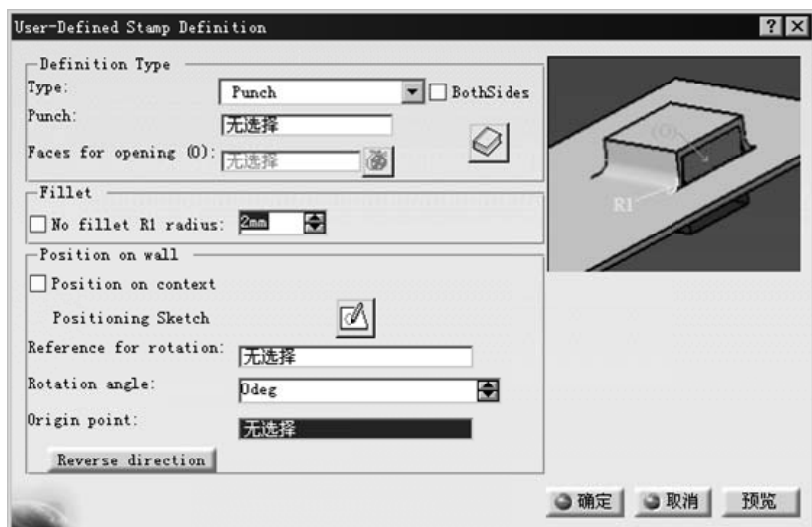 User-Defined Stamp Definition
Definition Type
Type: Punch BothSides
Punch: 无选择
Faces for opening (O): 无选择
Fillet
No fillet R1 radius: 2mm
Position on wall
Position on context
Positioning Sketch
Reference for rotation: 无选择
Rotation angle: 0deg
Origin point: 无选择
Reverse direction
(O)
R1
确定 取消 预览